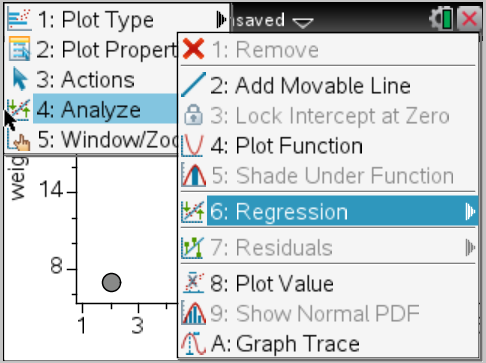 1: Plot Type
saved
2: Plot Propert
3: Actions
4: Analyze
5: Window/Zoo
1: Remove
2: Add Movable Line
3: Lock Intercept at Zero
4: Plot Function
5: Shade Under Function
6: Regression
7: Residuals
8: Plot Value
9: Show Normal PDF
A: Graph Trace
weig
14
8
1 3